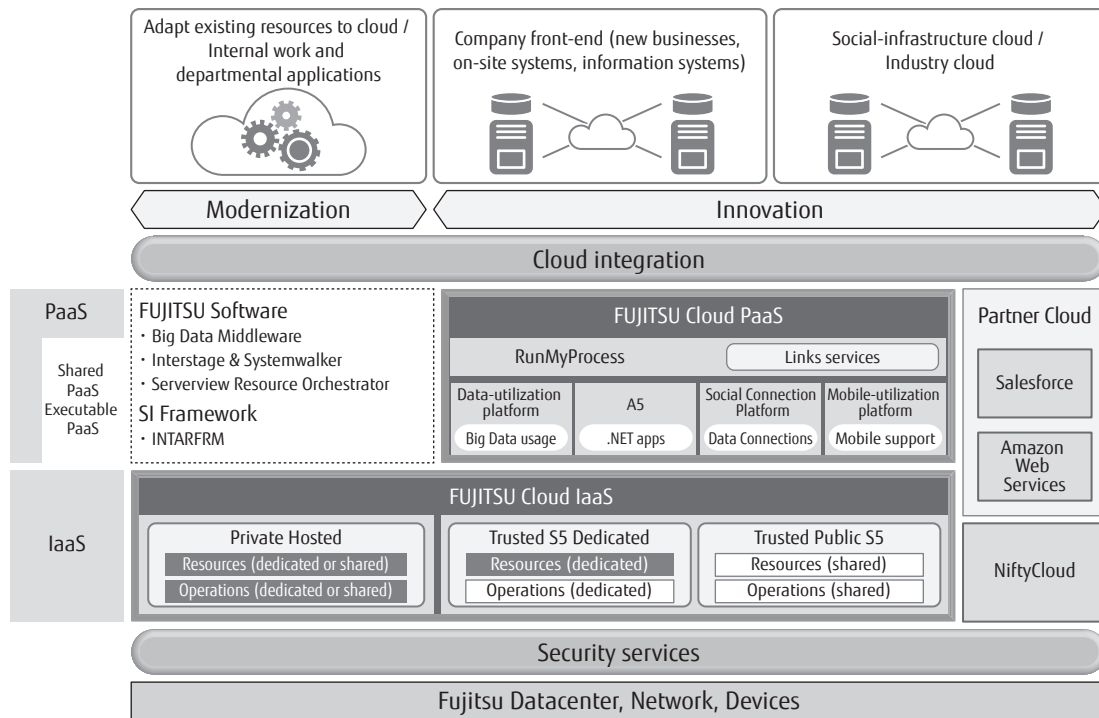 Adapt existing resources to cloud /
Internal work and
departmental applications
Company front-end (new businesses,
on-site systems, information systems)
Social-infrastructure cloud /
Industry cloud
Modernization
Innovation
Cloud integration
PaaS
Shared
PaaS
Executable
PaaS
FUJITSU Software
・Big Data Middleware
・Interstage & Systemwalker
・Serverview Resource Orchestrator
SI Framework
・INTARFRM
FUJITSU Cloud PaaS
RunMyProcess
Links services
Data-utilization
platform
Big Data usage
A5
.NET apps
Social Connection
Platform
Data Connections
Mobile-utilization
platform
Mobile support
Partner Cloud
Salesforce
Amazon
Web
Services
IaaS
FUJITSU Cloud IaaS
Private Hosted
Resources (dedicated or shared)
Operations (dedicated or shared)
Trusted S5 Dedicated
Resources (dedicated)
Operations (dedicated)
Trusted Public S5
Resources (shared)
Operations (shared)
NiftyCloud
Security services
Fujitsu Datacenter, Network, Devices